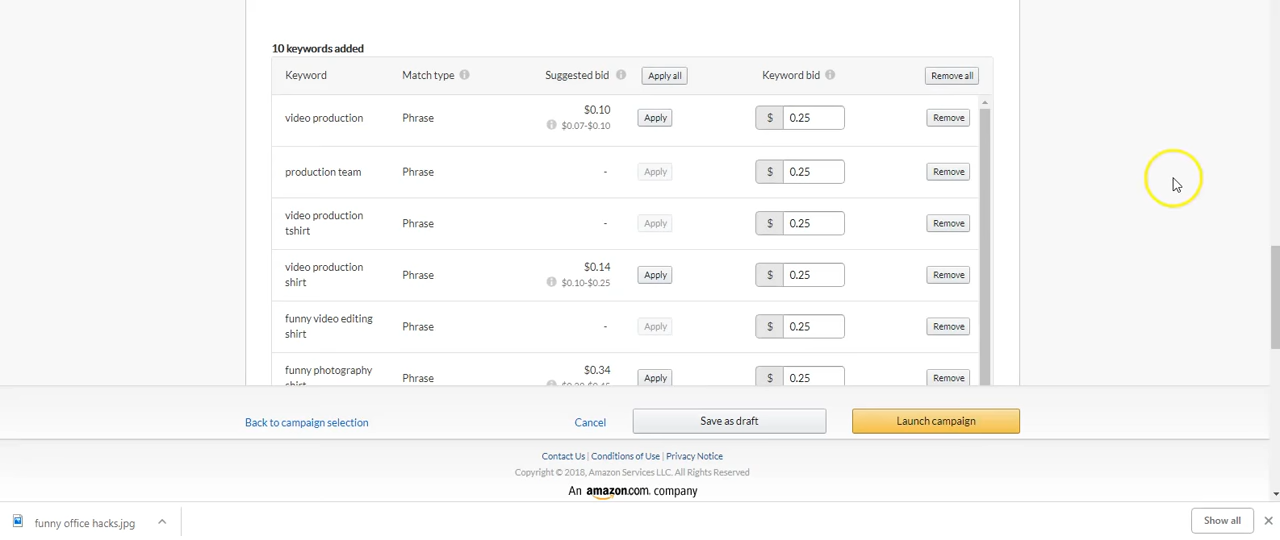 10 keywords added
Keyword Match type Suggested bid Apply all Keyword bid Remove all
video production Phrase $0.10 $0.07-$0.10 Apply $ 0.25 Remove
production team Phrase - Apply $ 0.25 Remove
video production
tshirt Phrase - Apply $ 0.25 Remove
video production
shirt Phrase $0.14 $0.10-$0.25 Apply $ 0.25 Remove
funny video editing
shirt Phrase - Apply $ 0.25 Remove
funny photography
Phrase $0.34 Apply $ 0.25 Remove
Back to campaign selection Cancel Save as draft Launch campaign
Contact Us | Conditions of Use | Privacy Notice
Copyright © 2018, Amazon Services LLC. All Rights Reserved
An amazon.com company
funny office hacks.jpg Show all